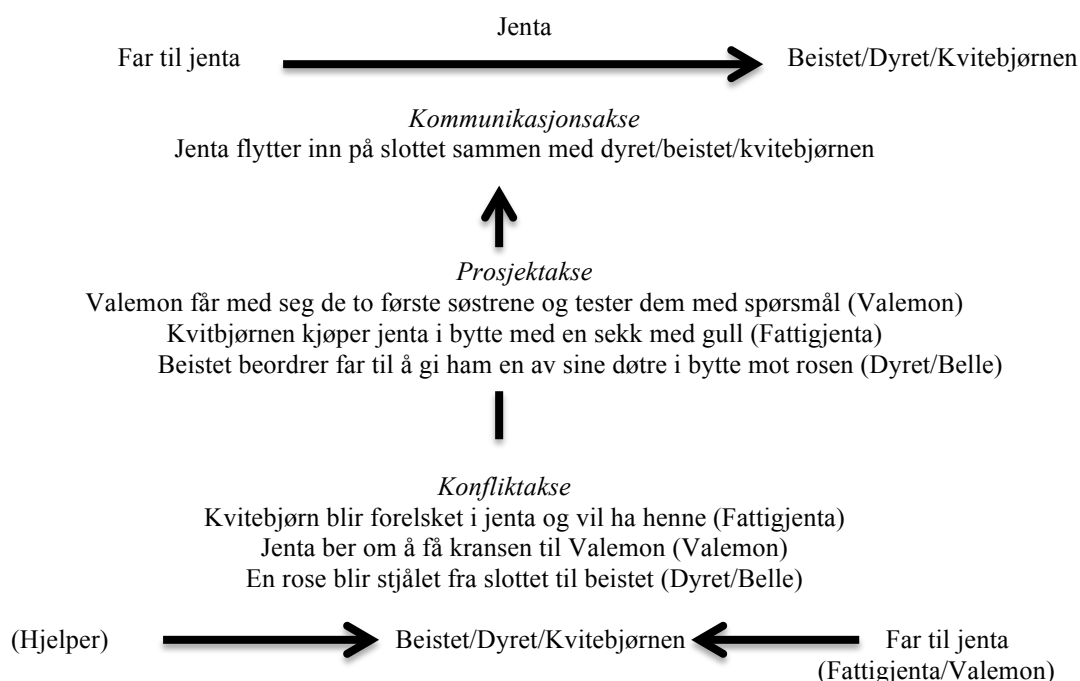 Jenta
Far til jenta Beistet/Dyret/Kvitebjørnen
Kommunikasjonsakse
Jenta flytter inn på slottet sammen med dyret/beistet/kvitebjørnen
Prosjektakse
Valemon får med seg de to første søstrene og tester dem med spørsmål (Valemon)
Kvitbjørnen kjøper jenta i bytte med en sekk med gull (Fattigjenta)
Beistet beordrer far til å gi ham en av sine døtre i bytte mot rosen (Dyret/Belle)
Konfliktakse
Kvitebjørn blir forelsket i jenta og vil ha henne (Fattigjenta)
Jenta ber om å få kransen til Valemon (Valemon)
En rose blir stjålet fra slottet til beistet (Dyret/Belle)
(Hjelper) Beistet/Dyret/Kvitebjørnen Far til jenta
(Fattigjenta/Valemon)